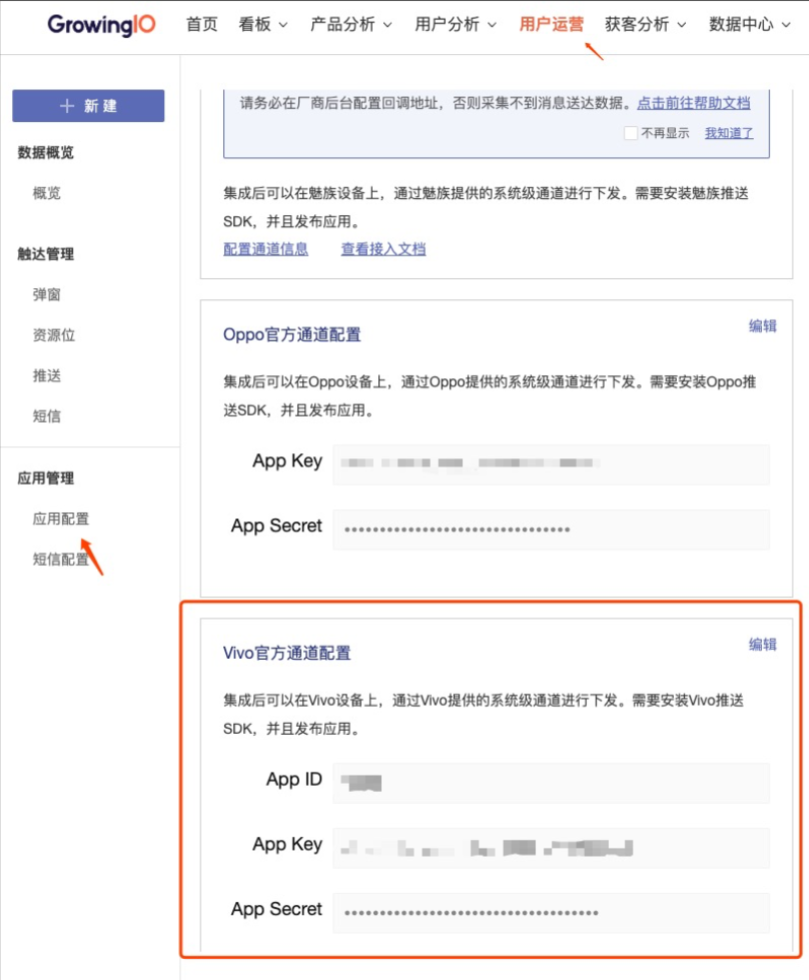 GrowingIO 首页 看板 产品分析 用户分析 用户运营 获客分析 数据中心
+ 新建
数据概览
概览
触达管理
弹窗
资源位
推送
短信
应用管理
应用配置
短信配置
请务必在厂商后台配置回调地址，否则采集不到消息送达数据。点击前往帮助文档
不再显示 我知道了
集成后可以在魅族设备上，通过魅族提供的系统级通道进行下发。需要安装魅族推送
SDK，并且发布应用。
配置通道信息 查看接入文档
Oppo官方通道配置 编辑
集成后可以在Oppo设备上，通过Oppo提供的系统级通道进行下发。需要安装Oppo推
送SDK，并且发布应用。
App Key
App Secret
Vivo官方通道配置 编辑
集成后可以在Vivo设备上，通过Vivo提供的系统级通道进行下发。需要安装Vivo推送
SDK，并且发布应用。
App ID
App Key
App Secret